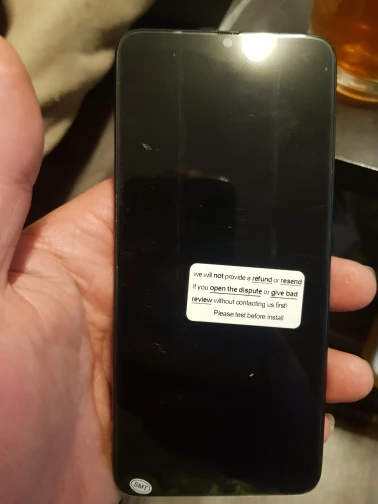 we will not provide a refund or resend
If you open the dispute or give bad
review without contacting us first!
Please test before install
SMT